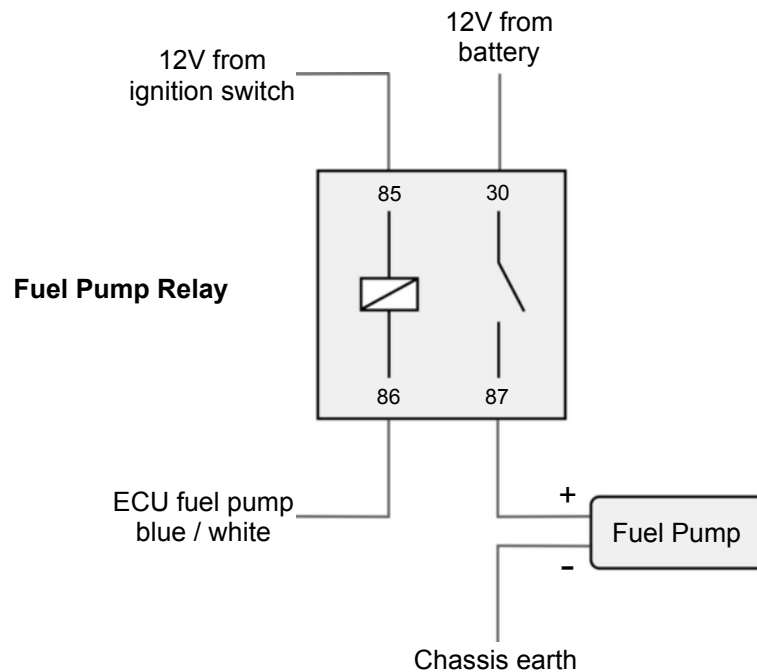 12V from
ignition switch
12V from
battery
85
30
Fuel Pump Relay
86
87
ECU fuel pump
blue / white
+
Fuel Pump
-
Chassis earth